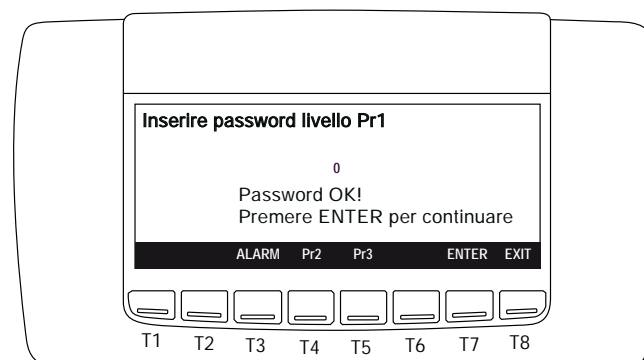 Inserire password livello Pr1
0
Password OK!
Premere ENTER per continuare
ALARM Pr2 Pr3 ENTER EXIT
T1 T2 T3 T4 T5 T6 T7 T8